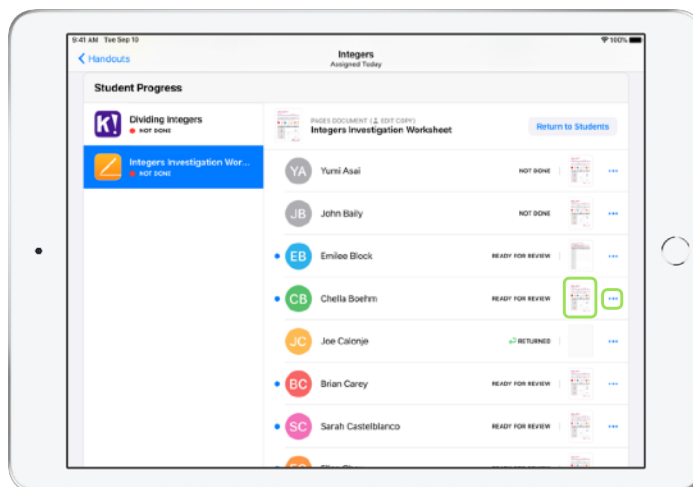 9:41 AM Tue Sep 10
100%
Handouts
Integers
Assigned Today
Student Progress
K!
Dividing Integers
NOT DONE
Integers Investigation Wor...
NOT DONE
PAGES DOCUMENT ( EDIT COPY)
Integers Investigation Worksheet
Return to Students
YA Yumi Asai NOT DONE
JB John Baily NOT DONE
EB Emilee Block READY FOR REVIEW
CB Chella Boehm READY FOR REVIEW
JC Joe Calonje RETURNED
BC Brian Carey READY FOR REVIEW
SC Sarah Castelblanco READY FOR REVIEW